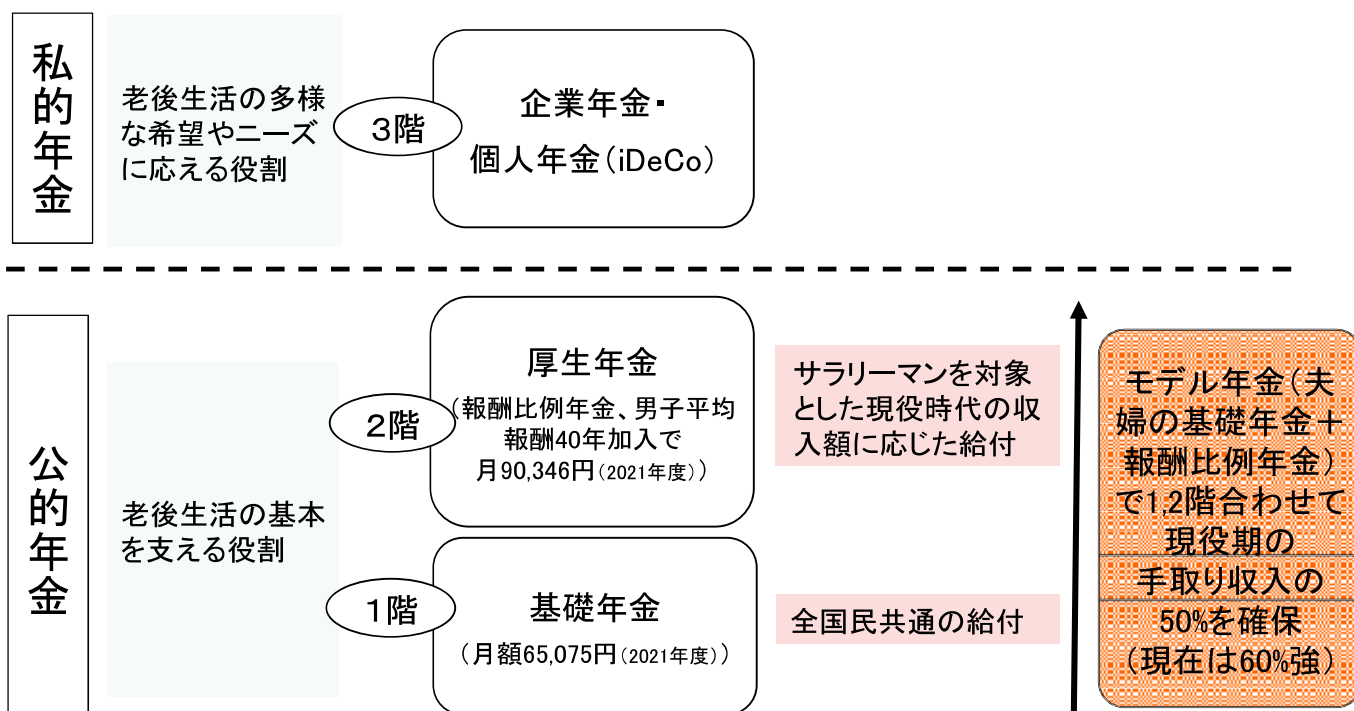 私的年金
老後生活の多様
な希望やニーズ
に応える役割
3階
企業年金・
個人年金(iDeCo)
公的年金
老後生活の基本
を支える役割
2階
厚生年金
(報酬比例年金、男子平均
報酬40年加入で
月90,346円(2021年度))
サラリーマンを対象
とした現役時代の収
入額に応じた給付
1階
基礎年金
(月額65,075円(2021年度))
全国民共通の給付
モデル年金(夫
婦の基礎年金+
報酬比例年金)
で1,2階合わせて
現役期の
手取り収入の
50%を確保
(現在は60%強)